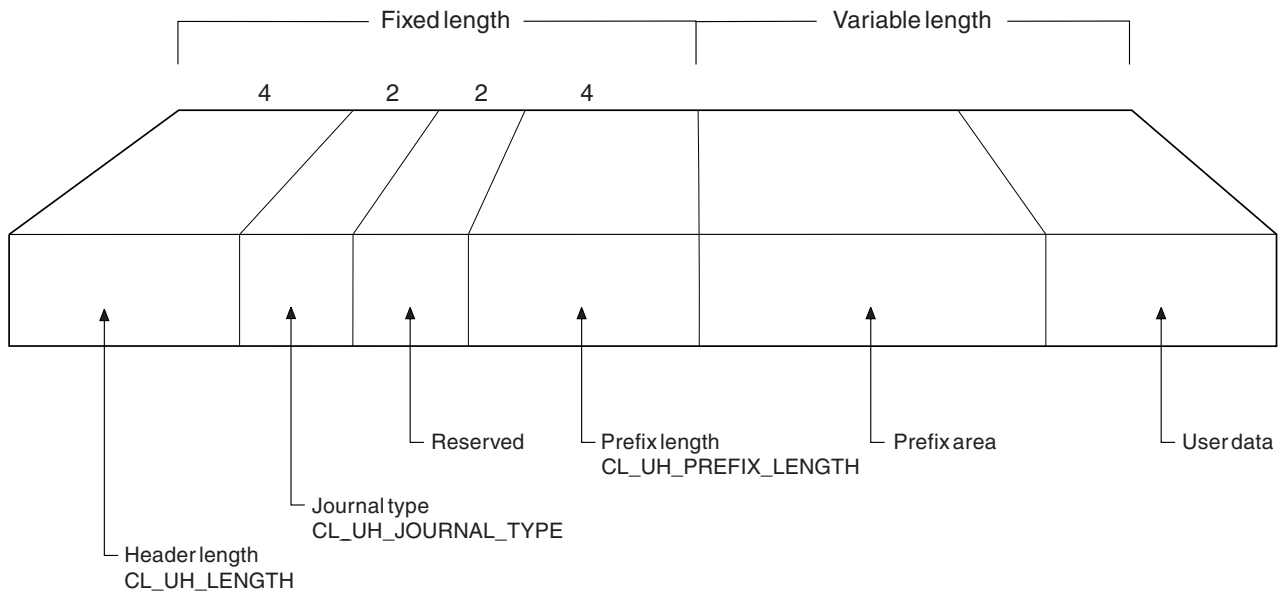 Fixed length
Variable length
4 2 2 4
Reserved
Prefix length
CL_UH_PREFIX_LENGTH
Prefix area
User data
Journal type
CL_UH_JOURNAL_TYPE
Header length
CL_UH_LENGTH